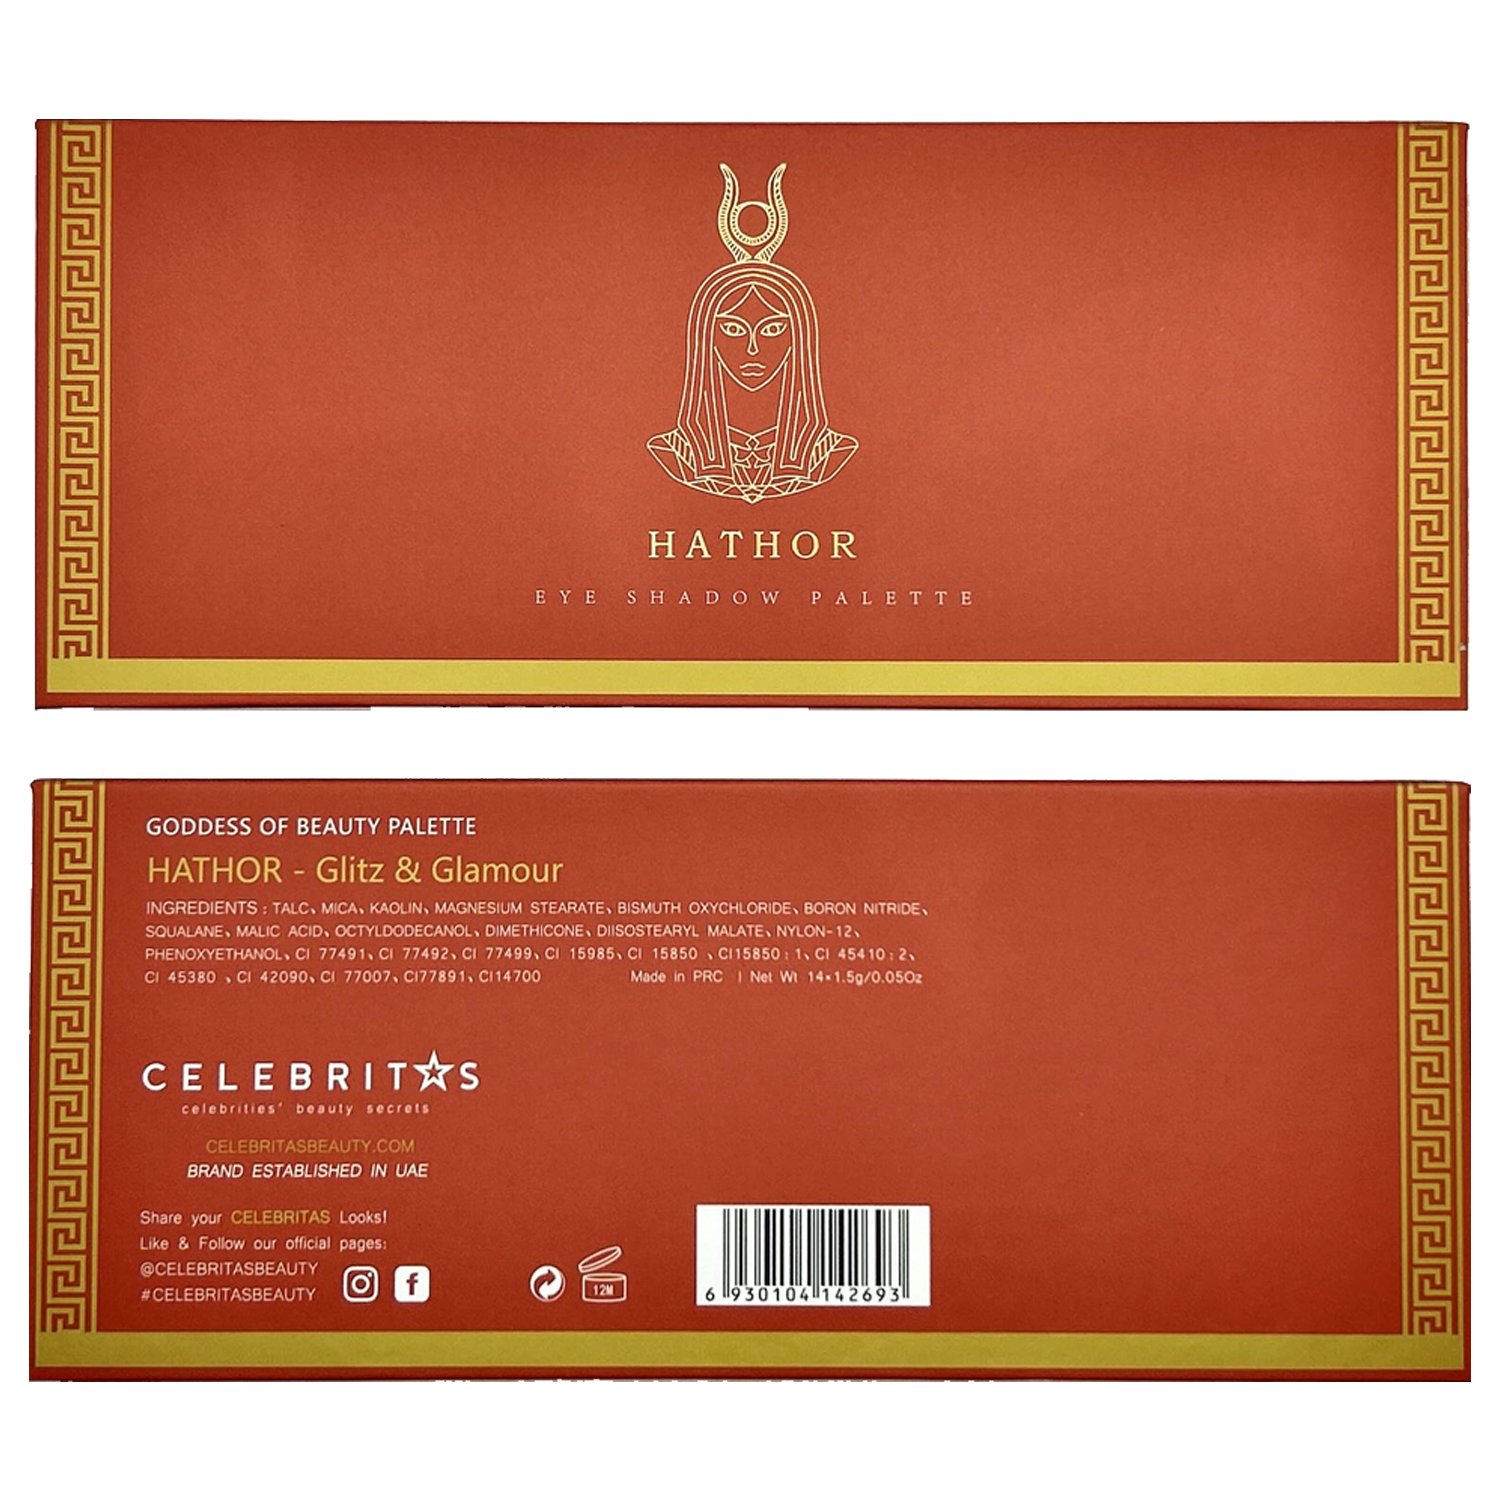 HATHOR
EYE SHADOW PALETTE
GODDESS OF BEAUTY PALETTE
HATHOR - Glitz & Glamour
INGREDIENTS : TALC、MICA、KAOLIN、MAGNESIUM STEARATE、BISMUTH OXYCHLORIDE、BORON NITRIDE、
SQUALANE、MALIC ACID、OCTYLDODECANOL、DIMETHICONE、DIISOSTEARYL MALATE、NYLON-12、
PHENOXYETHANOL、CI 77491、CI 77492、CI 77499、CI 15985、CI 15850 、CI15850 : 1、CI 45410 : 2、
CI 45380 、CI 42090、CI 77007、CI77891、CI14700 Made in PRC | Net Wt 14*1.5g/0.05Oz
CELEBRITAS
celebrities' beauty secrets
CELEBRITASBEAUTY.COM
BRAND ESTABLISHED IN UAE
Share your CELEBRITAS Looks!
Like & Follow our official pages:
@CELEBRITASBEAUTY
#CELEBRITASBEAUTY
12M
6 930104 142693